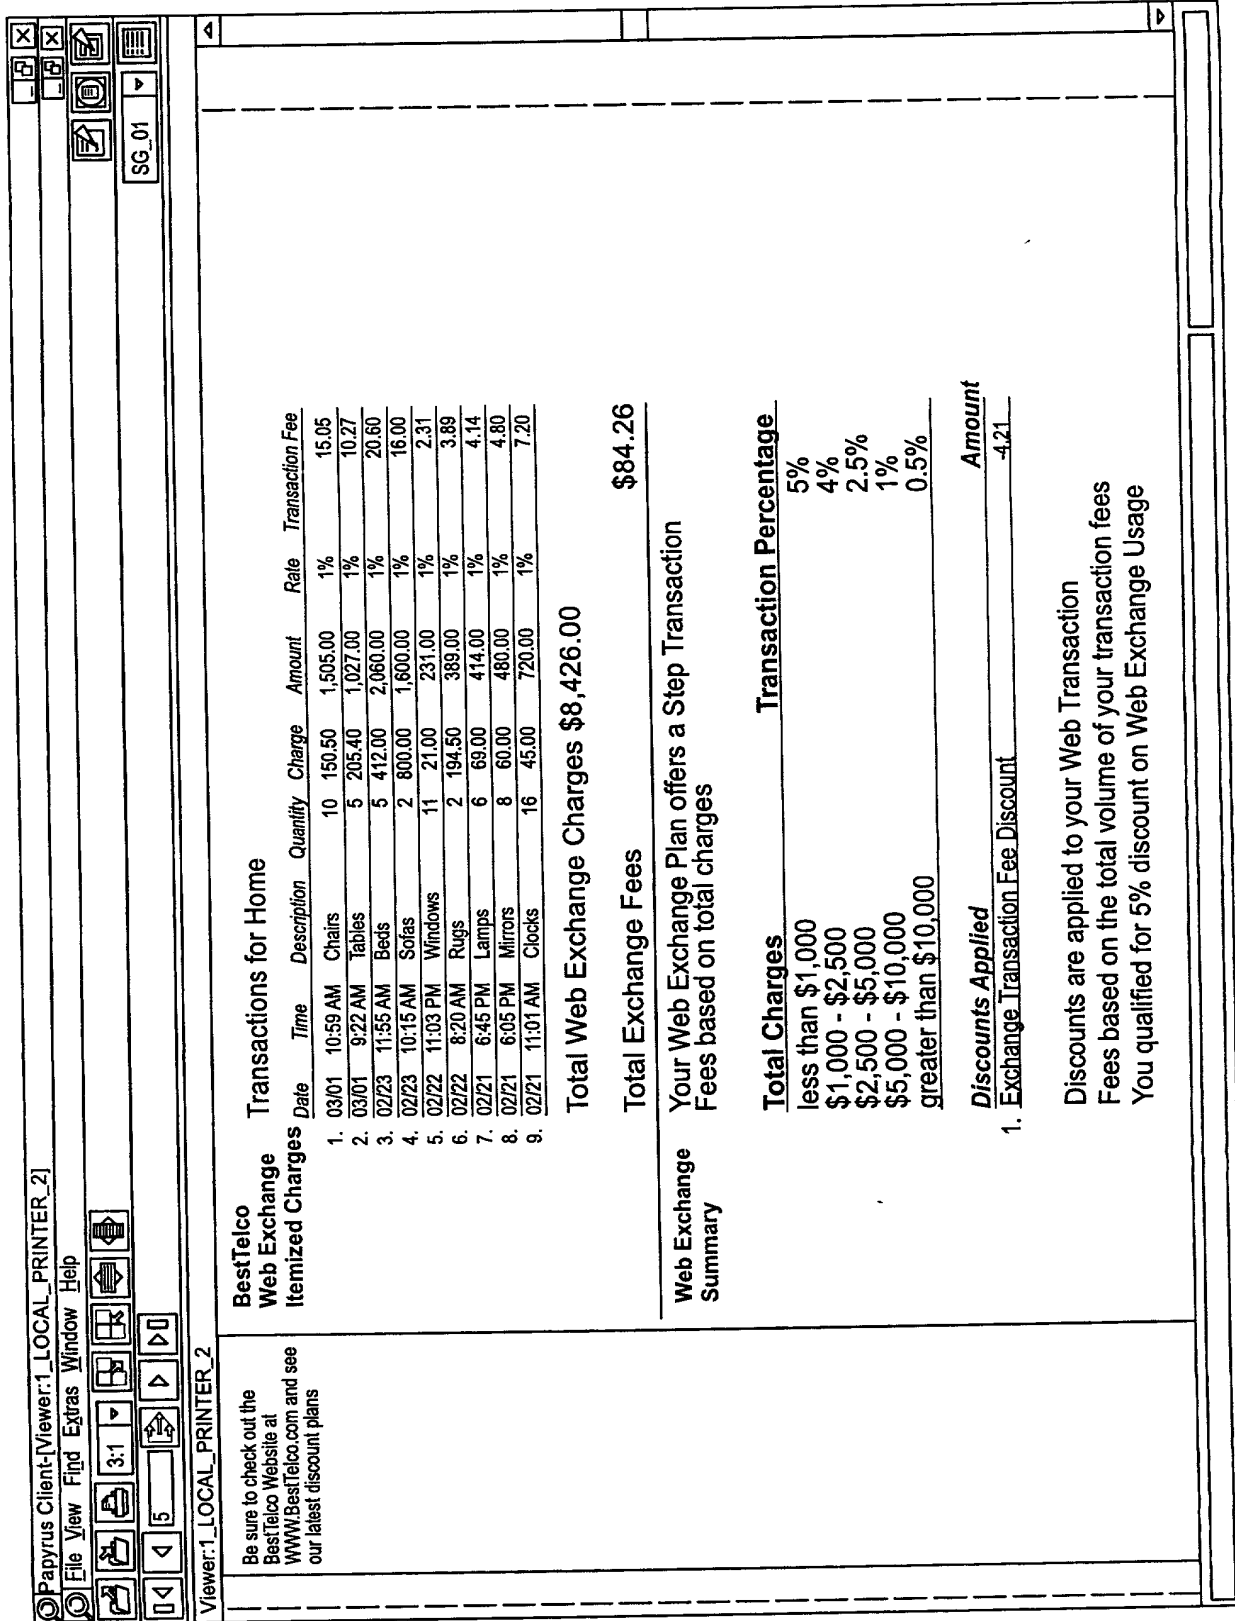 Papyrus Client-[Viewer:1_LOCAL_PRINTER_2]
File View Find Extras Window Help
3:1
5
SG_01
Viewer:1_LOCAL_PRINTER_2
Be sure to check out the
BestTelco Website at
WWW.BestTelco.com and see
our latest discount plans
BestTelco
Web Exchange Transactions for Home
Itemized Charges Date Time Description Quantity Charge Amount Rate Transaction Fee
1. 03/01 10:59 AM Chairs 10 150.50 1,505.00 1% 15.05
2. 03/01 9:22 AM Tables 5 205.40 1,027.00 1% 10.27
3. 02/23 11:55 AM Beds 5 412.00 2,060.00 1% 20.60
4. 02/23 10:15 AM Sofas 2 800.00 1,600.00 1% 16.00
5. 02/22 11:03 PM Windows 11 21.00 231.00 1% 2.31
6. 02/22 8:20 AM Rugs 2 194.50 389.00 1% 3.89
7. 02/21 6:45 PM Lamps 6 69.00 414.00 1% 4.14
8. 02/21 6:05 PM Mirrors 8 60.00 480.00 1% 4.80
9. 02/21 11:01 AM Clocks 16 45.00 720.00 1% 7.20
Total Web Exchange Charges $8,426.00
Total Exchange Fees $84.26
Web Exchange
Summary
Your Web Exchange Plan offers a Step Transaction
Fees based on total charges
Total Charges Transaction Percentage
less than $1,000 5%
$1,000 - $2,500 4%
$2,500 - $5,000 2.5%
$5,000 - $10,000 1%
greater than $10,000 0.5%
Discounts Applied Amount
1. Exchange Transaction Fee Discount -4.21
Discounts are applied to your Web Transaction
Fees based on the total volume of your transaction fees
You qualified for 5% discount on Web Exchange Usage